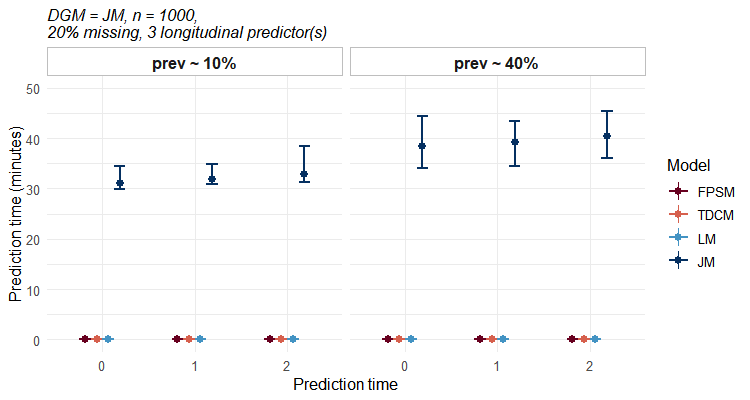 DGM = JM, n = 1000,
20% missing, 3 longitudinal predictor(s)
prev ~ 10%
prev ~ 40%
Prediction time (minutes)
50
40
30
20
10
0
0
1
2
0
1
2
Prediction time
Model
FPSM
TDCM
LM
JM